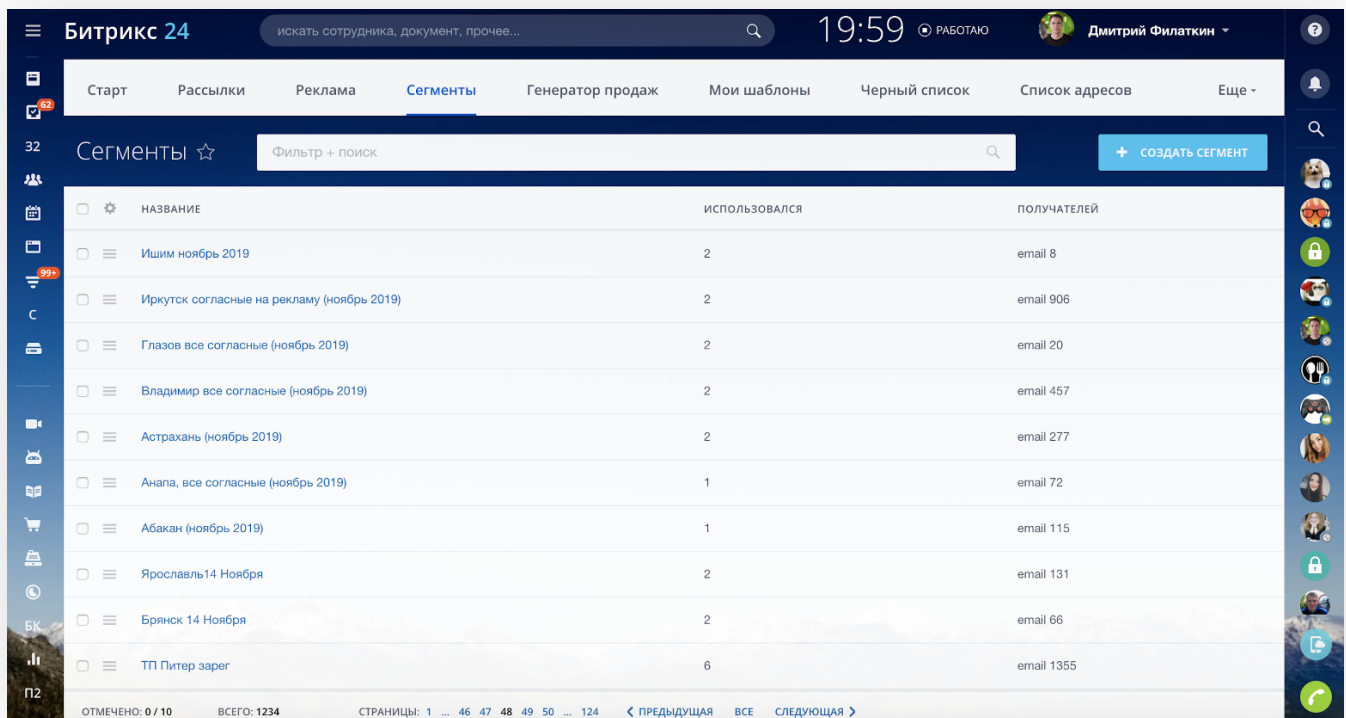 Битрикс 24
искать сотрудника, документ, прочее...
19:59 РАБОТАЮ
Дмитрий Филаткин
?
Старт Рассылки Реклама Сегменты Генератор продаж Мои шаблоны Черный список Список адресов Еще
62
32
Сегменты
Фильтр + поиск
+ СОЗДАТЬ СЕГМЕНТ
НАЗВАНИЕ ИСПОЛЬЗОВАЛСЯ ПОЛУЧАТЕЛЕЙ
Ишим ноябрь 2019 2 email 8
99+
Иркутск согласные на рекламу (ноябрь 2019) 2 email 906
С
Глазов все согласные (ноябрь 2019) 2 email 20
Владимир все согласные (ноябрь 2019) 2 email 457
Астрахань (ноябрь 2019) 2 email 277
Анапа, все согласные (ноябрь 2019) 1 email 72
Абакан (ноябрь 2019) 1 email 115
Ярославль14 Ноября 2 email 131
Брянск 14 Ноября 2 email 66
БК
ТП Питер зарег 6 email 1355
П2
ОТМЕЧЕНО: 0 / 10 ВСЕГО: 1234 СТРАНИЦЫ: 1 ... 46 47 48 49 50 ... 124 ПРЕДЫДУЩАЯ ВСЕ СЛЕДУЮЩАЯ